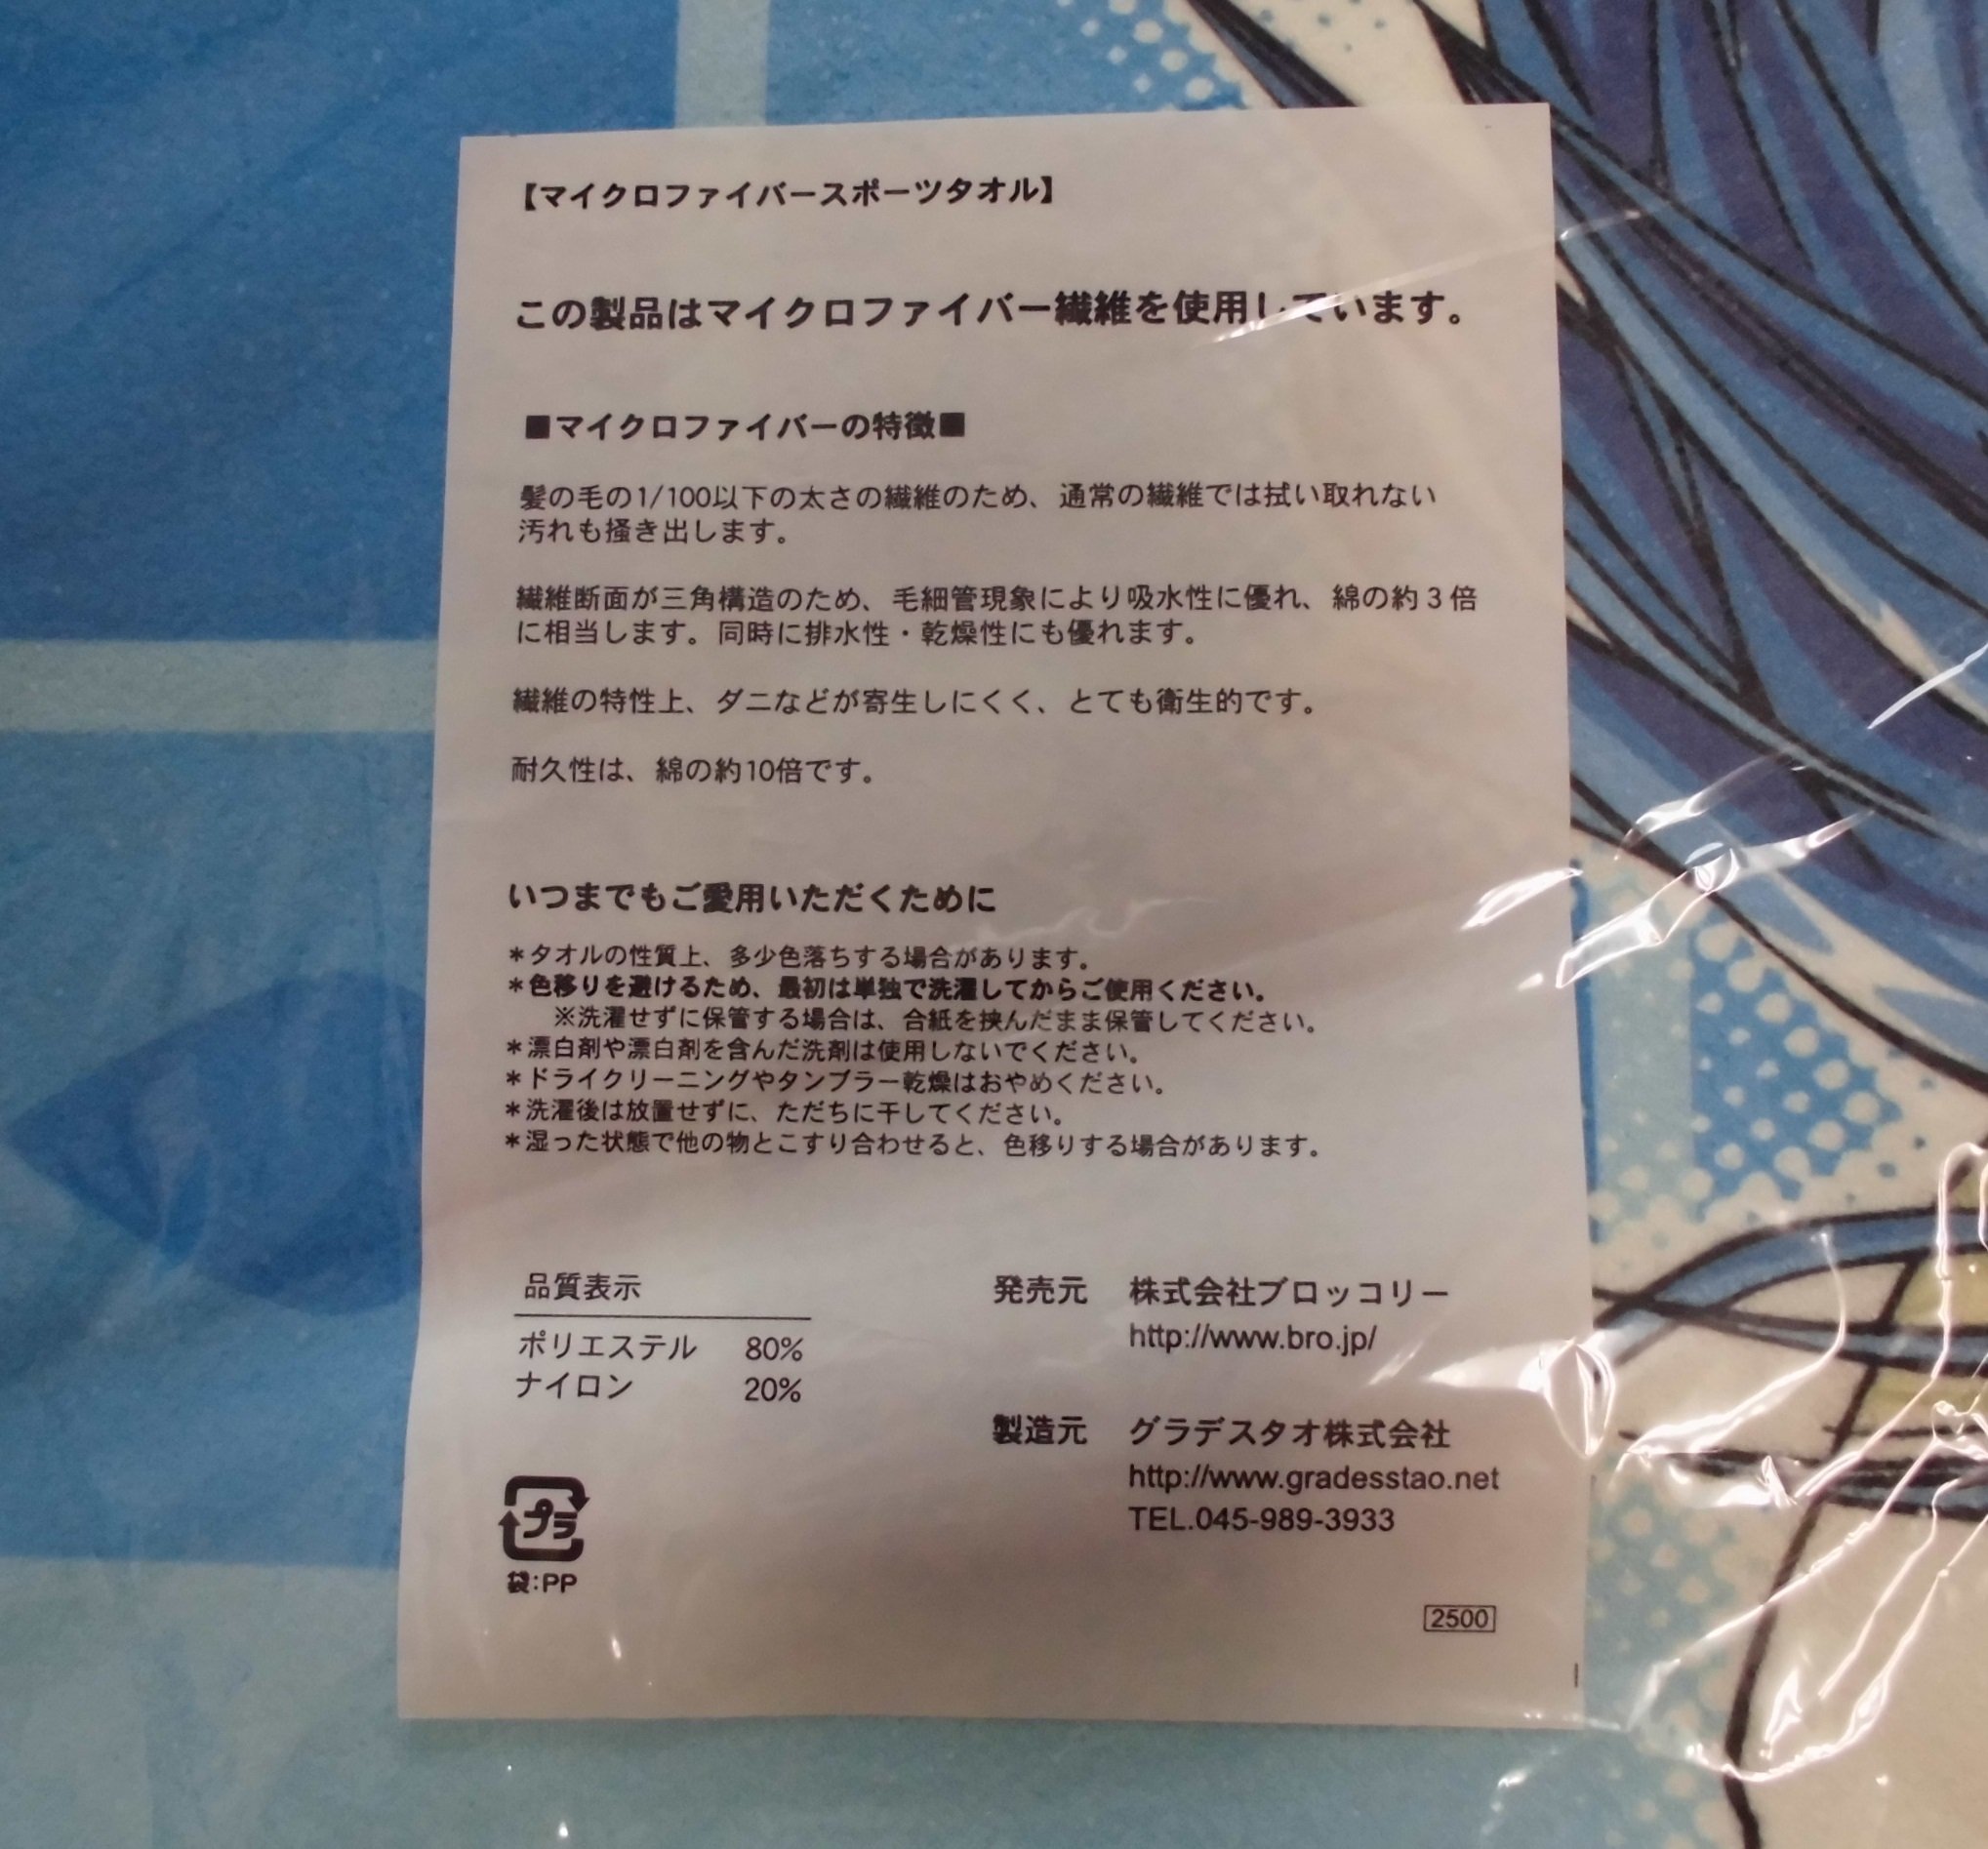 【マイクロファイバースポーツタオル】
この製品はマイクロファイバー繊維を使用しています。
■マイクロファイバーの特徴■
髪の毛の1/100以下の太さの繊維のため、通常の繊維では拭い取れない
汚れも掻き出します。
繊維断面が三角構造のため、毛細管現象により吸水性に優れ、綿の約３倍
に相当します。同時に排水性・乾燥性にも優れます。
繊維の特性上、ダニなどが寄生しにくく、とても衛生的です。
耐久性は、綿の約10倍です。
いつまでもご愛用いただくために
＊タオルの性質上、多少色落ちする場合があります。
＊色移りを避けるため、最初は単独で洗濯してからご使用ください。
※洗濯せずに保管する場合は、合紙を挟んだまま保管してください。
＊漂白剤や漂白剤を含んだ洗剤は使用しないでください。
＊ドライクリーニングやタンブラー乾燥はおやめください。
＊洗濯後は放置せずに、ただちに干してください。
＊湿った状態で他の物とこすり合わせると、色移りする場合があります。
品質表示
ポリエステル 80%
ナイロン 20%
プラ
袋:PP
発売元 株式会社ブロッコリー
http://www.bro.jp/
製造元 グラデスタオ株式会社
http://www.gradesstao.net
TEL.045-989-3933
2500